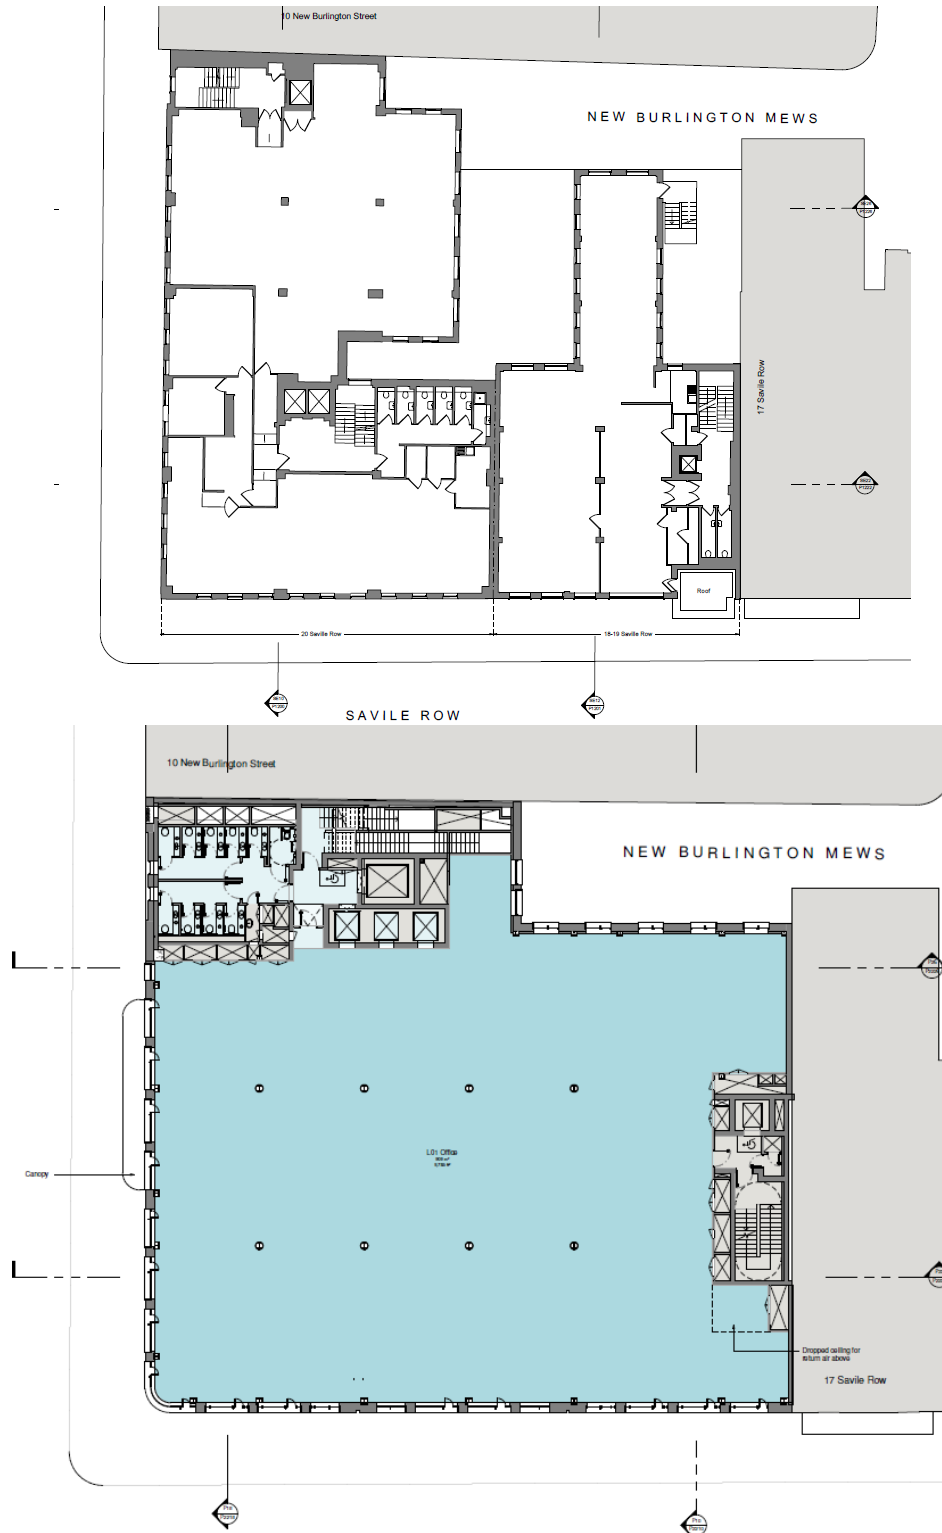 10 New Burlington Street
NEW BURLINGTON MEWS
17 Savile Row
Roof
20 Savile Row
18-19 Savile Row
SAVILE ROW
10 New Burlington Street
NEW BURLINGTON MEWS
Canopy
L01 Office
Dropped ceiling for
return air above
17 Savile Row